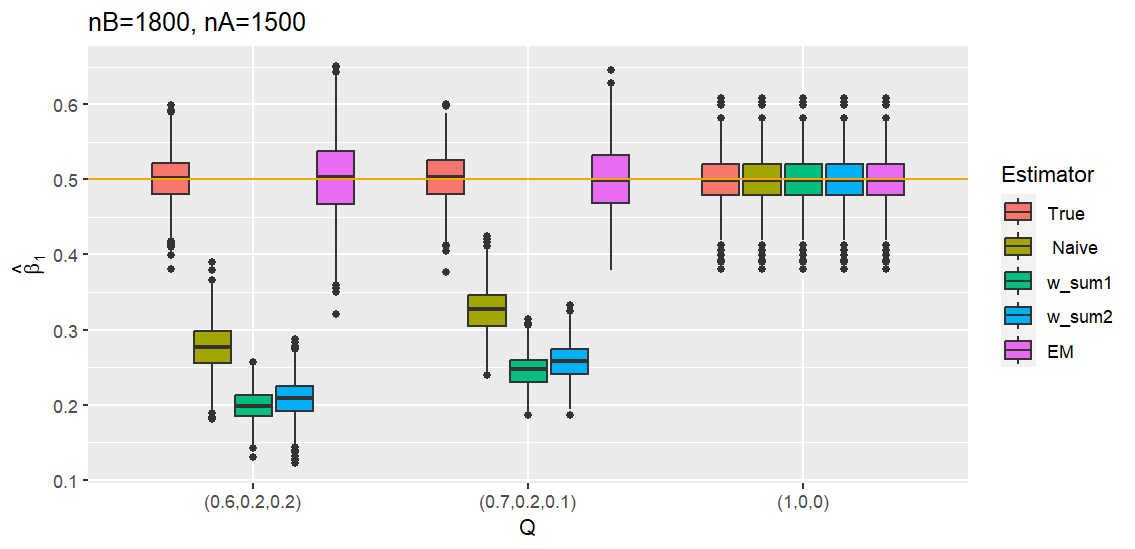 nB=1800, nA=1500
0.6
0.5
0.4
0.3
0.2
0.1
β̂₁
(0.6,0.2,0.2)
(0.7,0.2,0.1)
(1,0,0)
Q
Estimator
True
Naive
w_sum1
w_sum2
EM